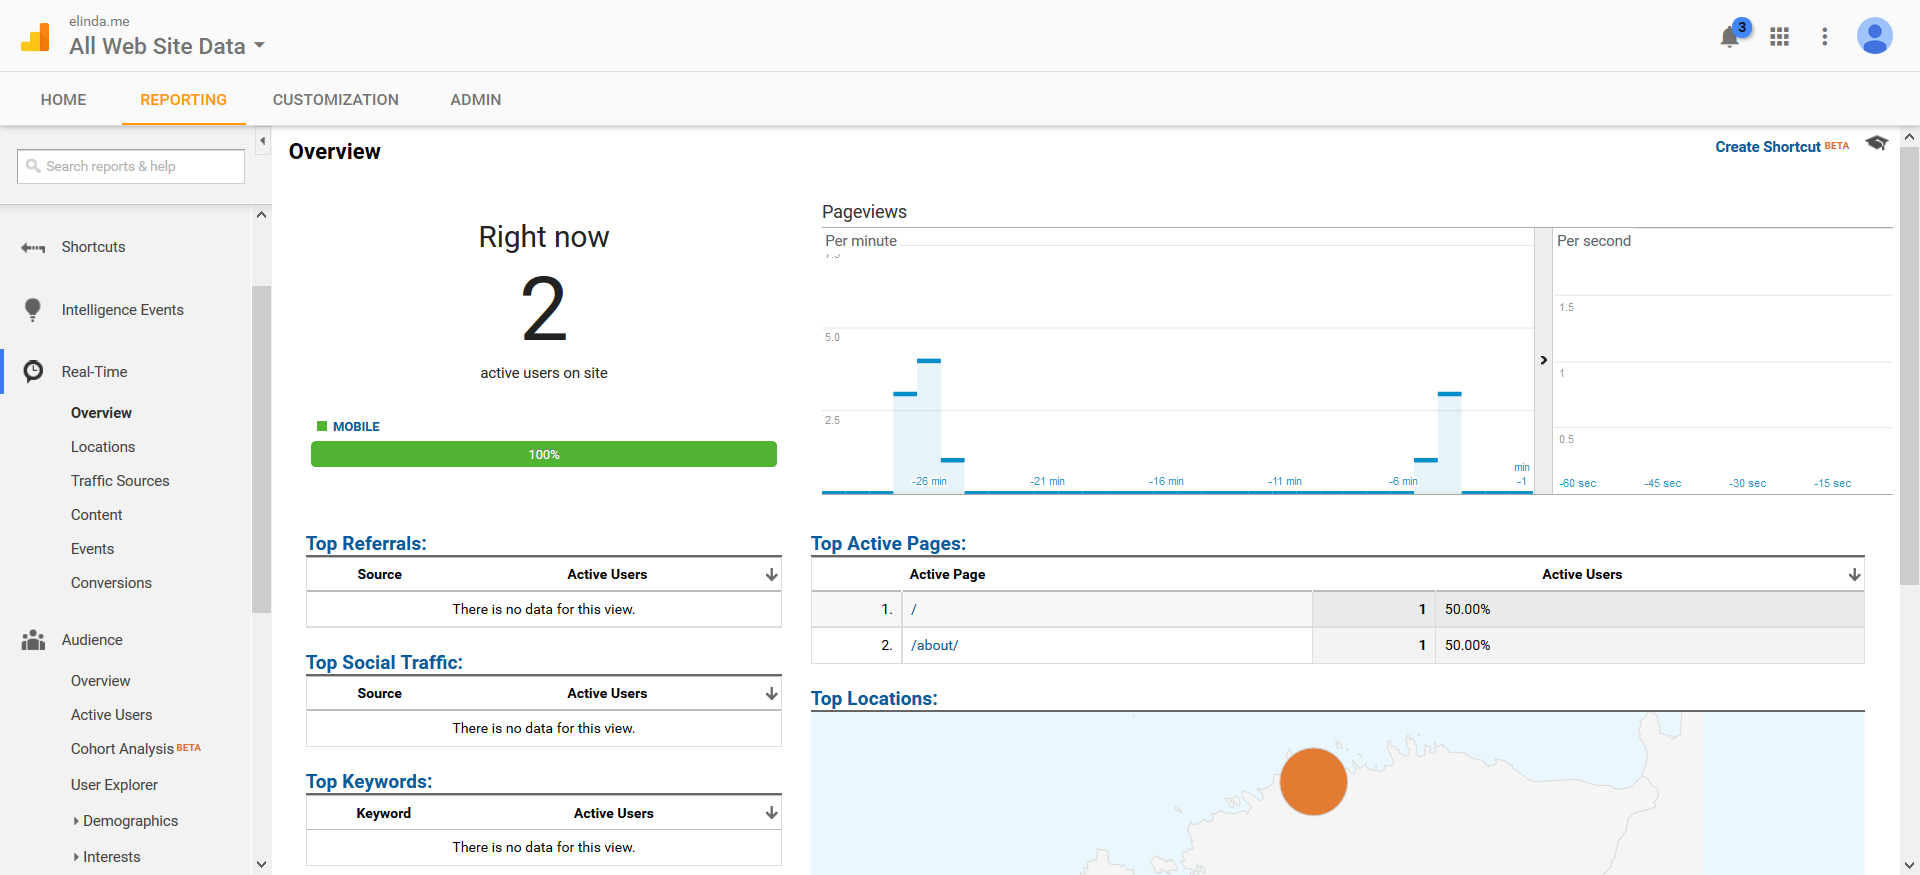 elinda.me
All Web Site Data
3
HOME
REPORTING
CUSTOMIZATION
ADMIN
Search reports & help
Shortcuts
Intelligence Events
Real-Time
Overview
Locations
Traffic Sources
Content
Events
Conversions
Audience
Overview
Active Users
Cohort Analysis BETA
User Explorer
Demographics
Interests
Overview
Create Shortcut BETA
Right now
2
active users on site
MOBILE
100%
Pageviews
Per minute
7.5
5.0
2.5
-26 min
-21 min
-16 min
-11 min
-6 min
min
-1
Per second
1.5
1
0.5
-60 sec
-45 sec
-30 sec
-15 sec
Top Referrals:
Source Active Users
There is no data for this view.
Top Social Traffic:
Source Active Users
There is no data for this view.
Top Keywords:
Keyword Active Users
There is no data for this view.
Top Active Pages:
Active Page Active Users
1. / 1 50.00%
2. /about/ 1 50.00%
Top Locations: